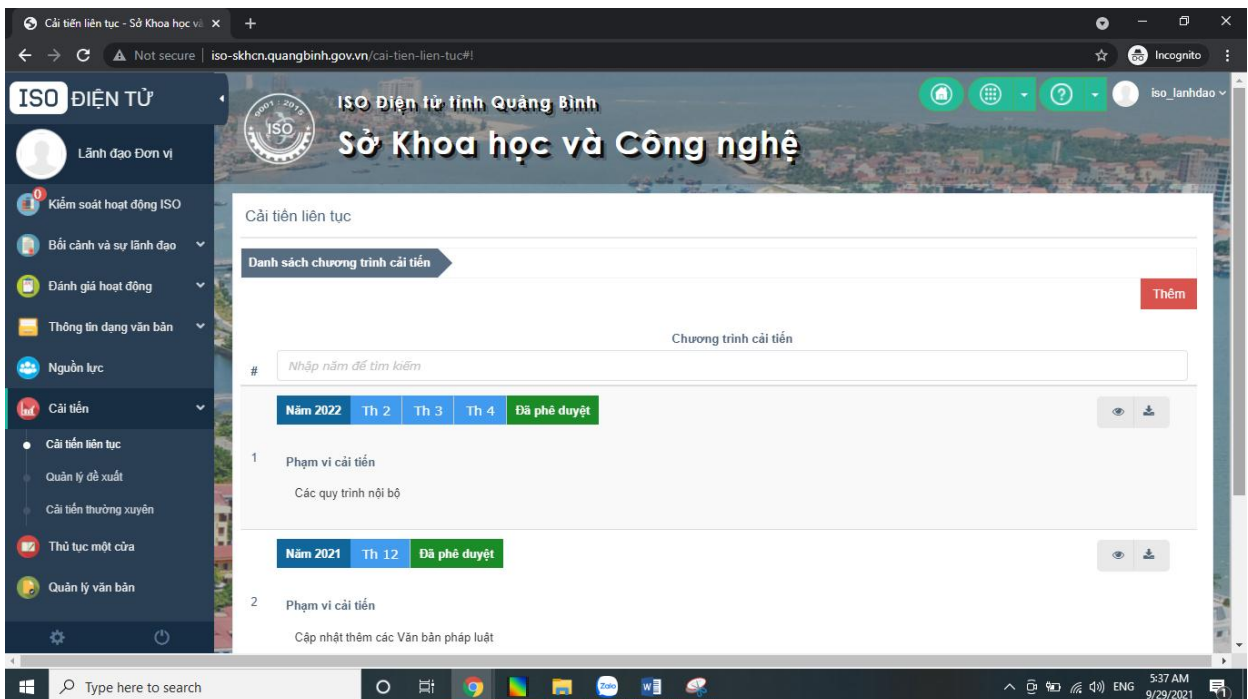 Cải tiến liên tục - Sở Khoa học và
Not secure | iso-skhcn.quangbinh.gov.vn/cai-tien-lien-tuc#!
Incognito
ISO ĐIỆN TỬ
9001 : 2015
ISO
ISO Điện tử tỉnh Quảng Bình
iso_lanhdao
Sở Khoa học và Công nghệ
Lãnh đạo Đơn vị
0
Kiểm soát hoạt động ISO
Bối cảnh và sự lãnh đạo
Đánh giá hoạt động
Thông tin dạng văn bản
Nguồn lực
Cải tiến
Cải tiến liên tục
Quản lý đề xuất
Cải tiến thường xuyên
Thủ tục một cửa
Quản lý văn bản
Cải tiến liên tục
Danh sách chương trình cải tiến
Thêm
Chương trình cải tiến
# Nhập năm để tìm kiếm
Năm 2022 Th 2 Th 3 Th 4 Đã phê duyệt
1 Phạm vi cải tiến
Các quy trình nội bộ
Năm 2021 Th 12 Đã phê duyệt
2 Phạm vi cải tiến
Cập nhật thêm các Văn bản pháp luật
Type here to search
Zalo
ENG
5:37 AM
9/29/2021
1